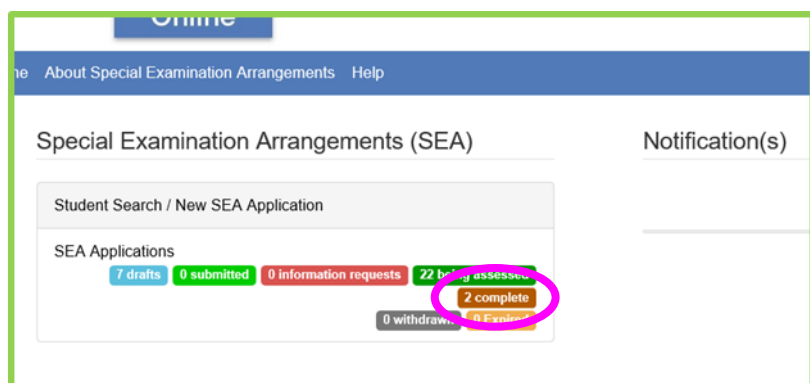 Online
About Special Examination Arrangements Help
Special Examination Arrangements (SEA)
Notification(s)
Student Search / New SEA Application
SEA Applications
7 drafts 0 submitted 0 information requests 22 being assessed
2 complete
0 withdrawn 0 Expired